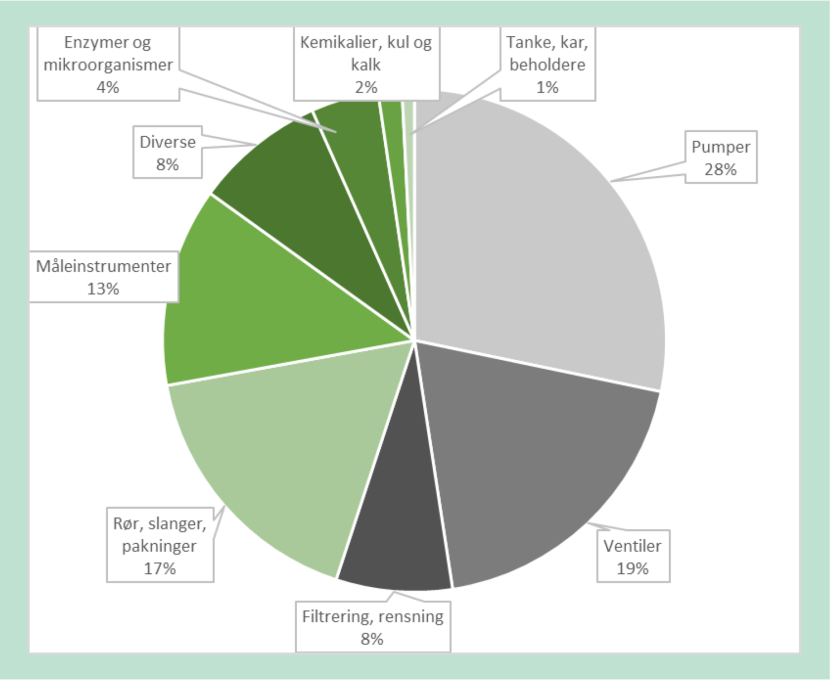 Enzymer og
mikroorganismer
4%
Kemikalier, kul og
kalk
2%
Tanke, kar,
beholdere
1%
Diverse
8%
Pumper
28%
Måleinstrumenter
13%
Rør, slanger,
pakninger
17%
Ventiler
19%
Filtrering, rensning
8%